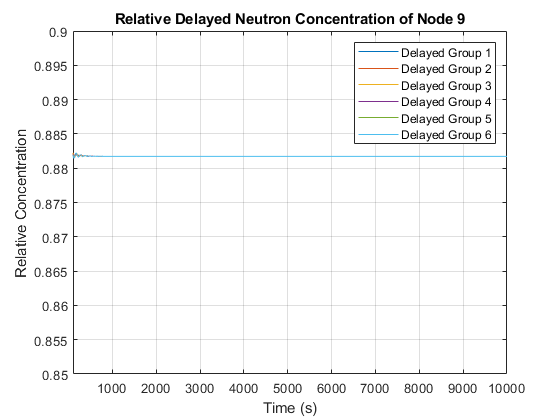 Relative Delayed Neutron Concentration of Node 9
0.9
0.895
0.89
0.885
0.88
0.875
0.87
0.865
0.86
0.855
0.85
Relative Concentration
Delayed Group 1
Delayed Group 2
Delayed Group 3
Delayed Group 4
Delayed Group 5
Delayed Group 6
1000 2000 3000 4000 5000 6000 7000 8000 9000 10000
Time (s)